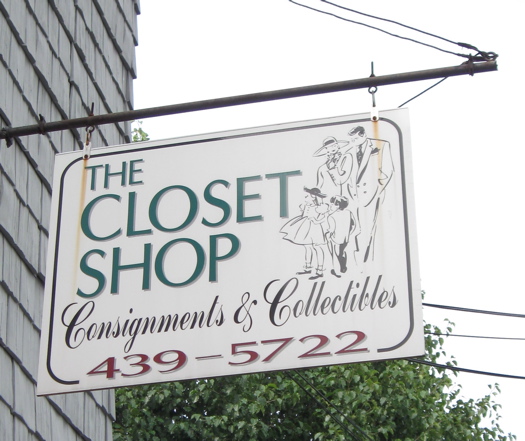 THE
CLOSET
SHOP
Consignments & Collectibles
439-5722